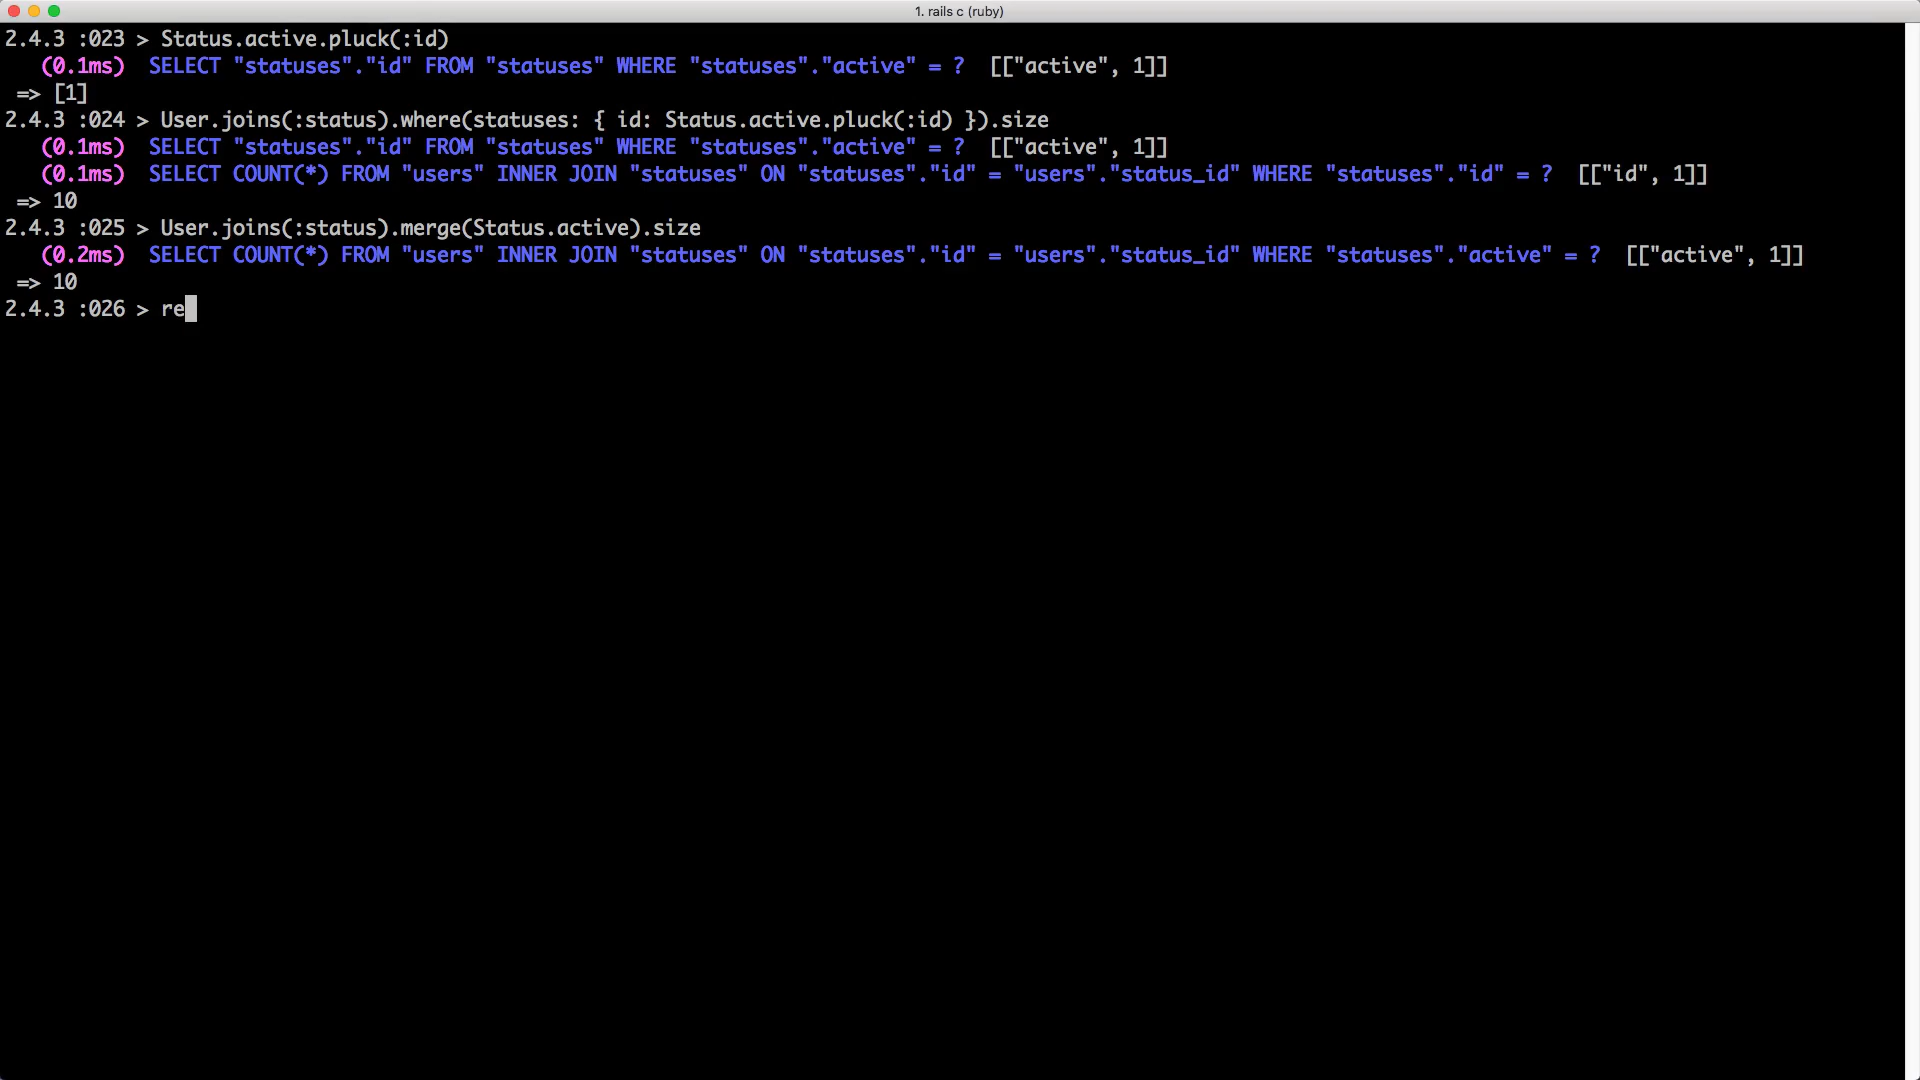 1. rails c (ruby)
2.4.3 :023 > Status.active.pluck(:id)
(0.1ms)  SELECT "statuses"."id" FROM "statuses" WHERE "statuses"."active" = ?  [["active", 1]]
=> [1]
2.4.3 :024 > User.joins(:status).where(statuses: { id: Status.active.pluck(:id) }).size
(0.1ms)  SELECT "statuses"."id" FROM "statuses" WHERE "statuses"."active" = ?  [["active", 1]]
(0.1ms)  SELECT COUNT(*) FROM "users" INNER JOIN "statuses" ON "statuses"."id" = "users"."status_id" WHERE "statuses"."id" = ?  [["id", 1]]
=> 10
2.4.3 :025 > User.joins(:status).merge(Status.active).size
(0.2ms)  SELECT COUNT(*) FROM "users" INNER JOIN "statuses" ON "statuses"."id" = "users"."status_id" WHERE "statuses"."active" = ?  [["active", 1]]
=> 10
2.4.3 :026 > re